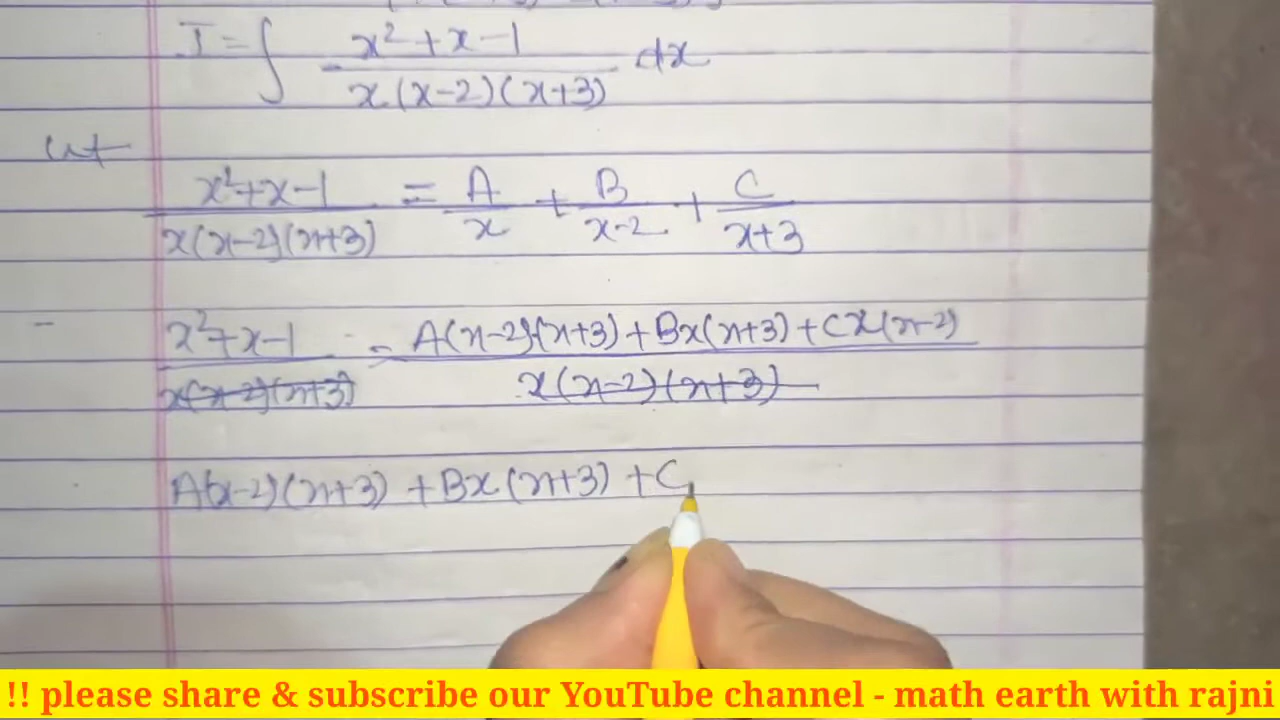 I = ∫ x² + x - 1 / x(x-2)(x+3) dx
Let
x² + x - 1 / x(x-2)(x+3) = A / x + B / x-2 + C / x+3
x² + x - 1 / x(x-2)(x+3) = A(x-2)(x+3) + Bx(x+3) + Cx(x-2) / x(x-2)(x+3)
A(x-2)(x+3) + Bx(x+3) + C
!! please share & subscribe our YouTube channel - math earth with rajni